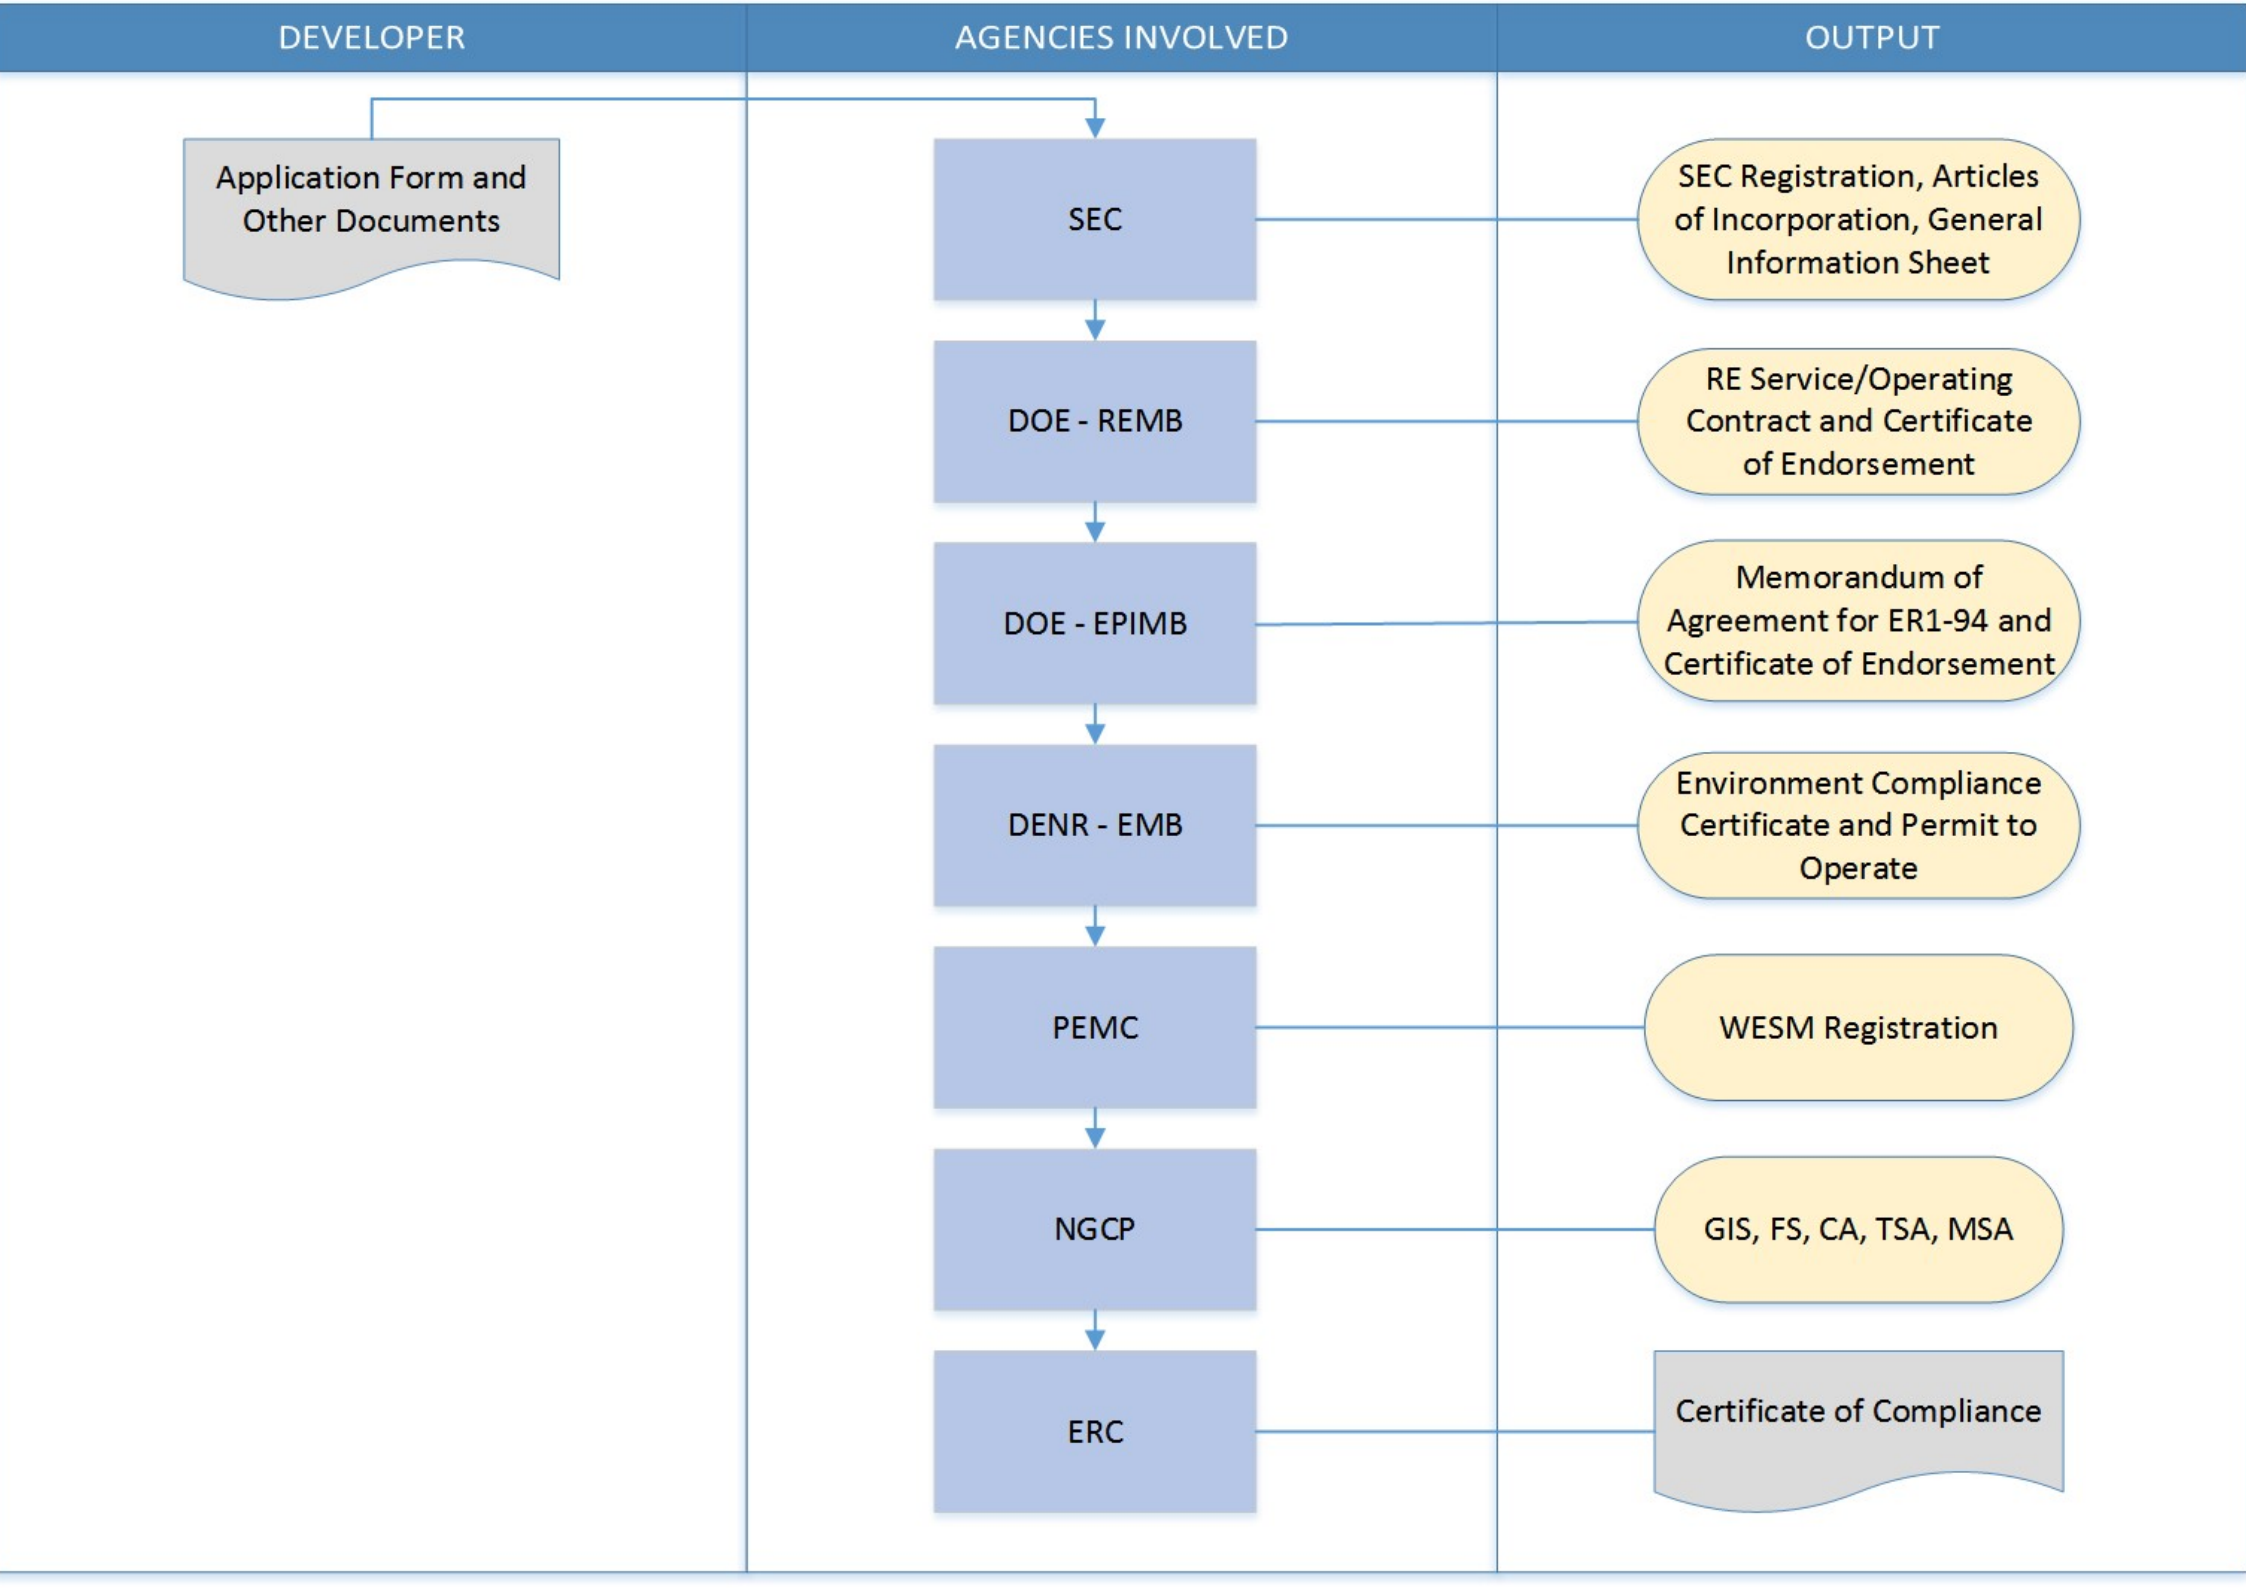 DEVELOPER
AGENCIES INVOLVED
OUTPUT
Application Form and
Other Documents
SEC
SEC Registration, Articles
of Incorporation, General
Information Sheet
DOE - REMB
RE Service/Operating
Contract and Certificate
of Endorsement
DOE - EPIMB
Memorandum of
Agreement for ER1-94 and
Certificate of Endorsement
DENR - EMB
Environment Compliance
Certificate and Permit to
Operate
PEMC
WESM Registration
NGCP
GIS, FS, CA, TSA, MSA
ERC
Certificate of Compliance